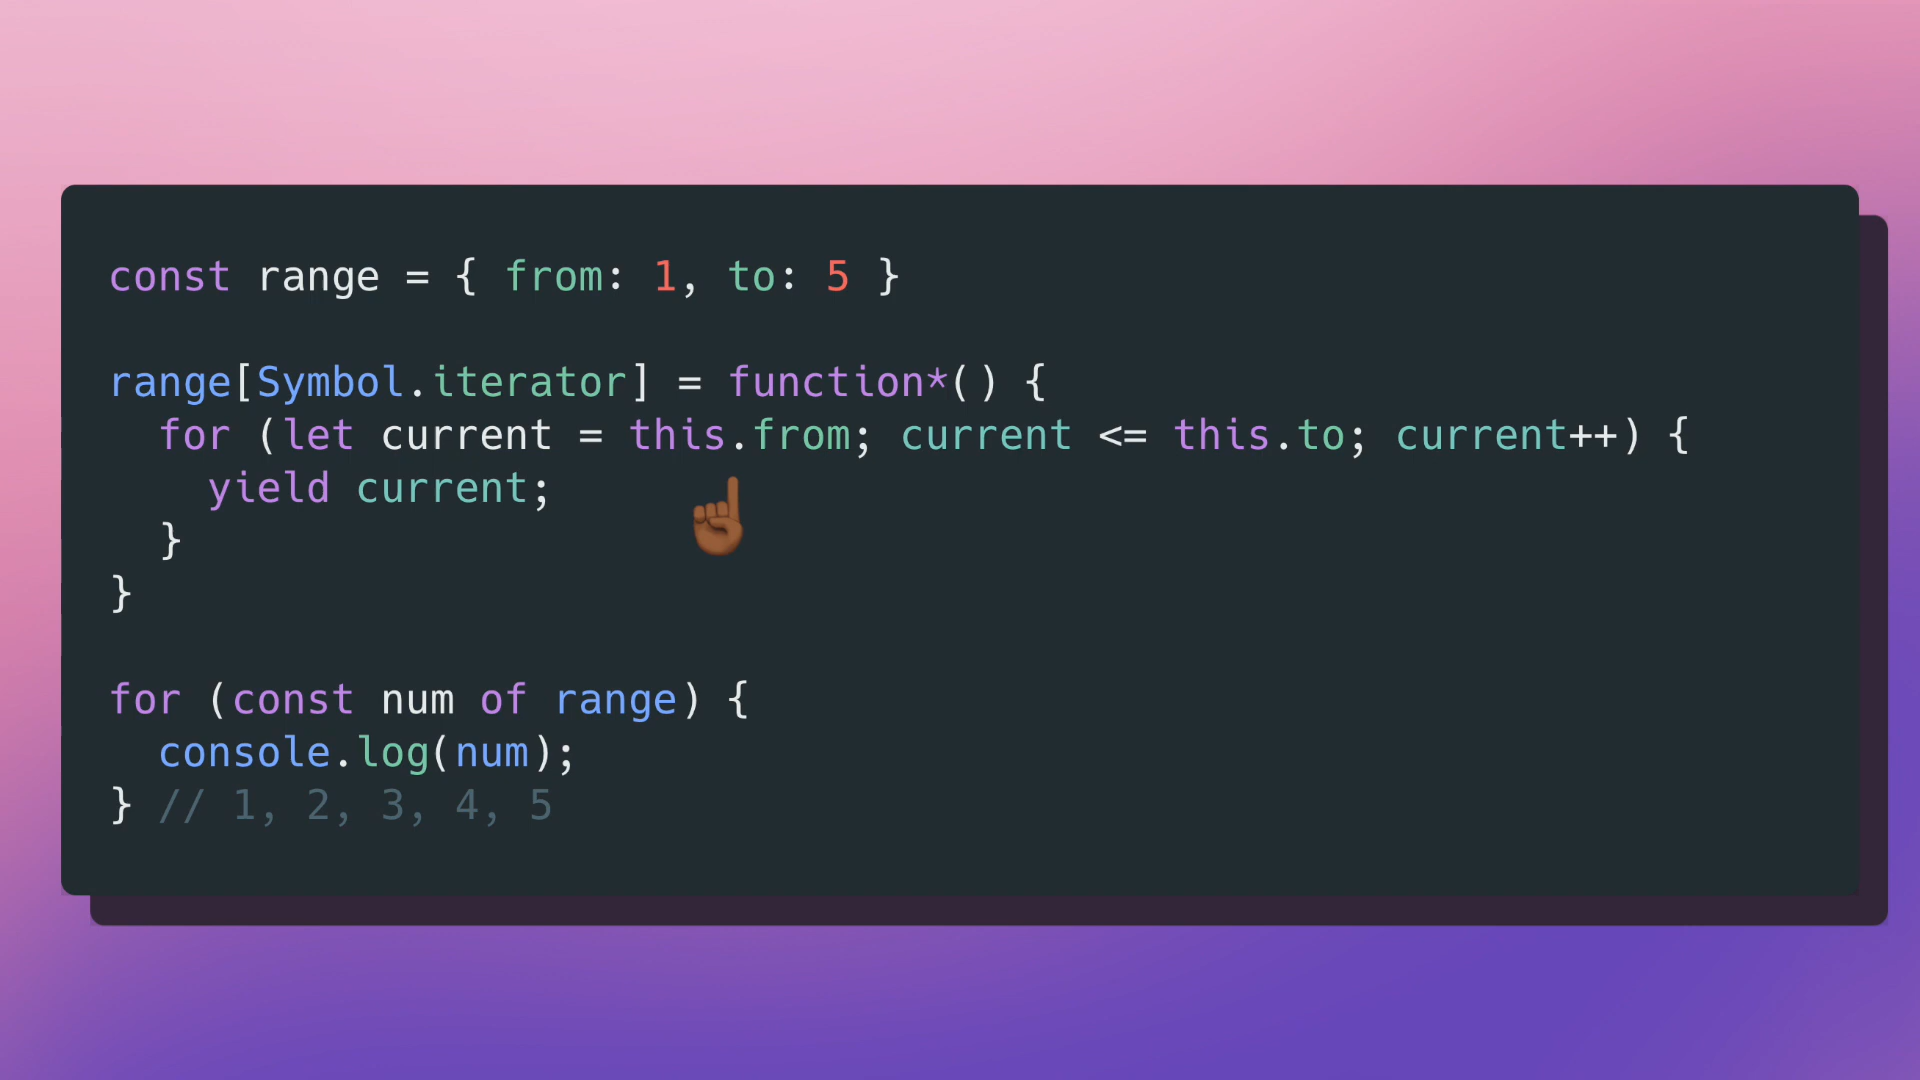 const range = { from: 1, to: 5 }
range[Symbol.iterator] = function*() {
  for (let current = this.from; current <= this.to; current++) {
    yield current;
  }
}
for (const num of range) {
  console.log(num);
} // 1, 2, 3, 4, 5